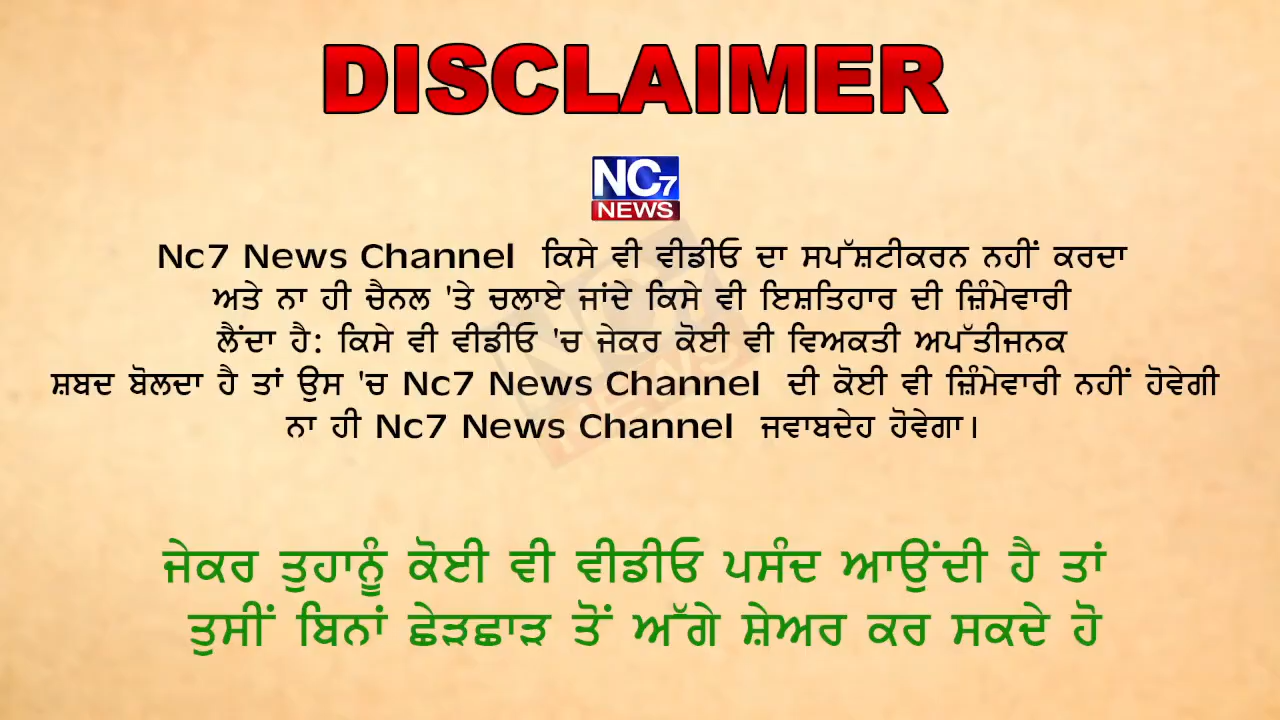 DISCLAIMER
NC7
NEWS
Nc7 News Channel ਕਿਸੇ ਵੀ ਵੀਡੀਓ ਦਾ ਸਪੱਸ਼ਟੀਕਰਨ ਨਹੀਂ ਕਰਦਾ
ਅਤੇ ਨਾ ਹੀ ਚੈਨਲ 'ਤੇ ਚਲਾਏ ਜਾਂਦੇ ਕਿਸੇ ਵੀ ਇਸ਼ਤਿਹਾਰ ਦੀ ਜ਼ਿੰਮੇਵਾਰੀ
ਲੈਂਦਾ ਹੈ: ਕਿਸੇ ਵੀ ਵੀਡੀਓ 'ਚ ਜੇਕਰ ਕੋਈ ਵੀ ਵਿਅਕਤੀ ਅਪੱਤੀਜਨਕ
ਸ਼ਬਦ ਬੋਲਦਾ ਹੈ ਤਾਂ ਉਸ 'ਚ Nc7 News Channel ਦੀ ਕੋਈ ਵੀ ਜ਼ਿੰਮੇਵਾਰੀ ਨਹੀਂ ਹੋਵੇਗੀ
ਨਾ ਹੀ Nc7 News Channel ਜਵਾਬਦੇਹ ਹੋਵੇਗਾ।
ਜੇਕਰ ਤੁਹਾਨੂੰ ਕੋਈ ਵੀ ਵੀਡੀਓ ਪਸੰਦ ਆਉਂਦੀ ਹੈ ਤਾਂ
ਤੁਸੀਂ ਬਿਨਾਂ ਛੇੜਛਾੜ ਤੋਂ ਅੱਗੇ ਸ਼ੇਅਰ ਕਰ ਸਕਦੇ ਹੋ